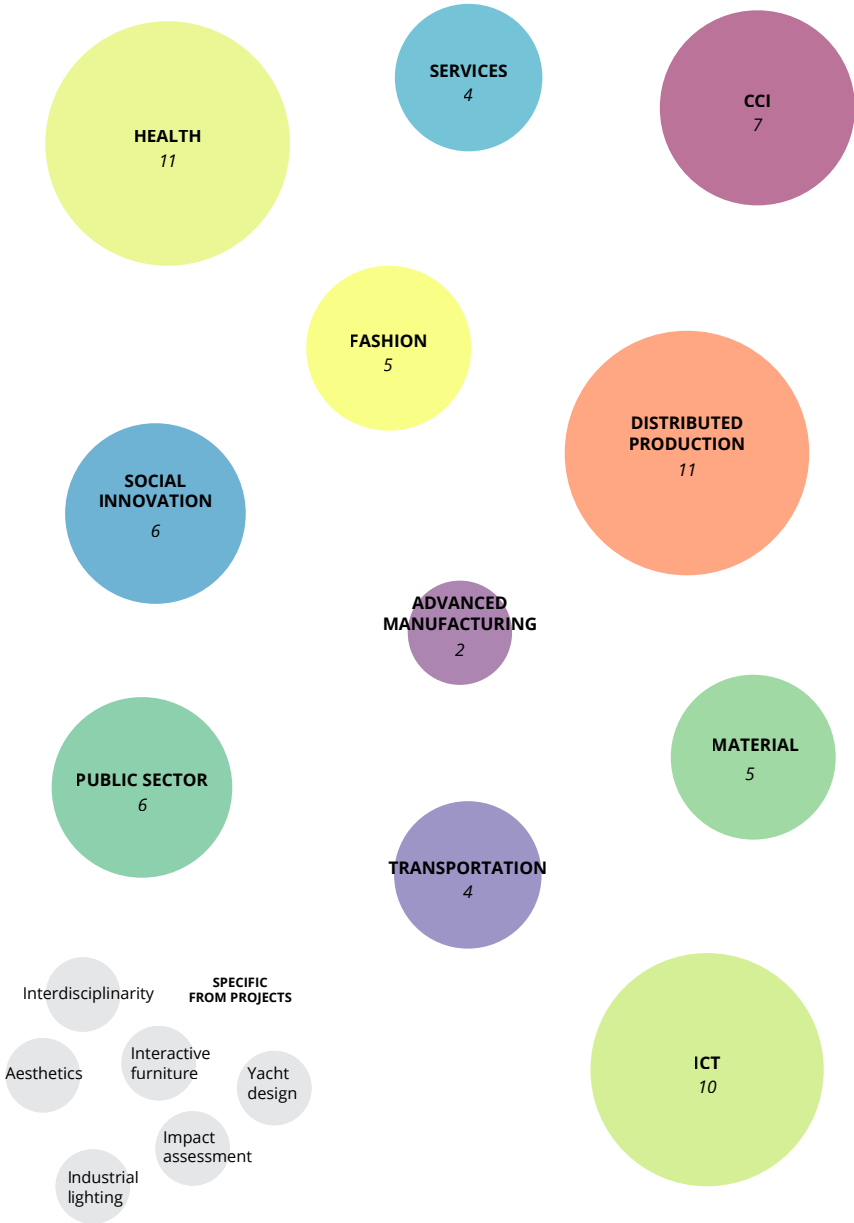 SERVICES
4
CCI
7
HEALTH
11
FASHION
5
DISTRIBUTED
PRODUCTION
11
SOCIAL
INNOVATION
6
ADVANCED
MANUFACTURING
2
MATERIAL
5
PUBLIC SECTOR
6
TRANSPORTATION
4
SPECIFIC
FROM PROJECTS
Interdisciplinarity
Interactive
furniture
Aesthetics
Yacht
design
Impact
assessment
Industrial
lighting
ICT
10